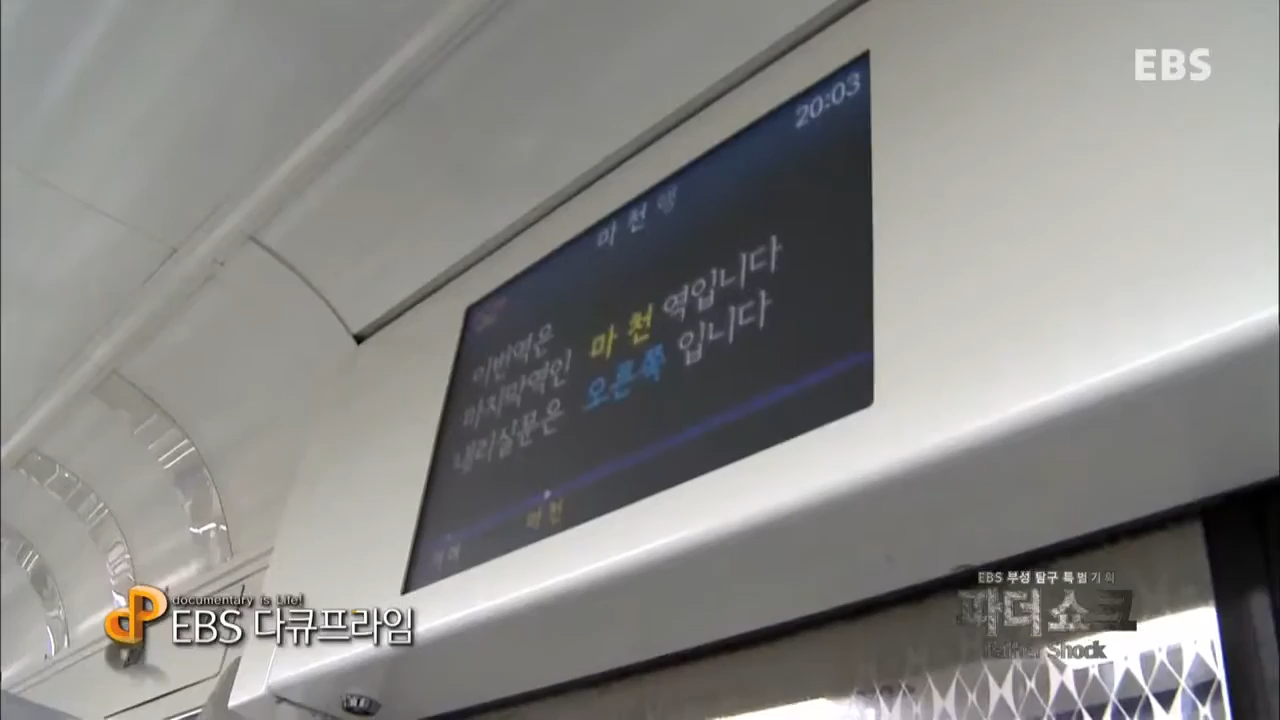 EBS
20:03
마천행
이번역은
마지막역인 마천역입니다
내리실문은 오른쪽 입니다
마천
거여
documentary is Life!
EBS 다큐프라임
EBS 부성 탐구 특별기획
파더쇼크
Father Shock